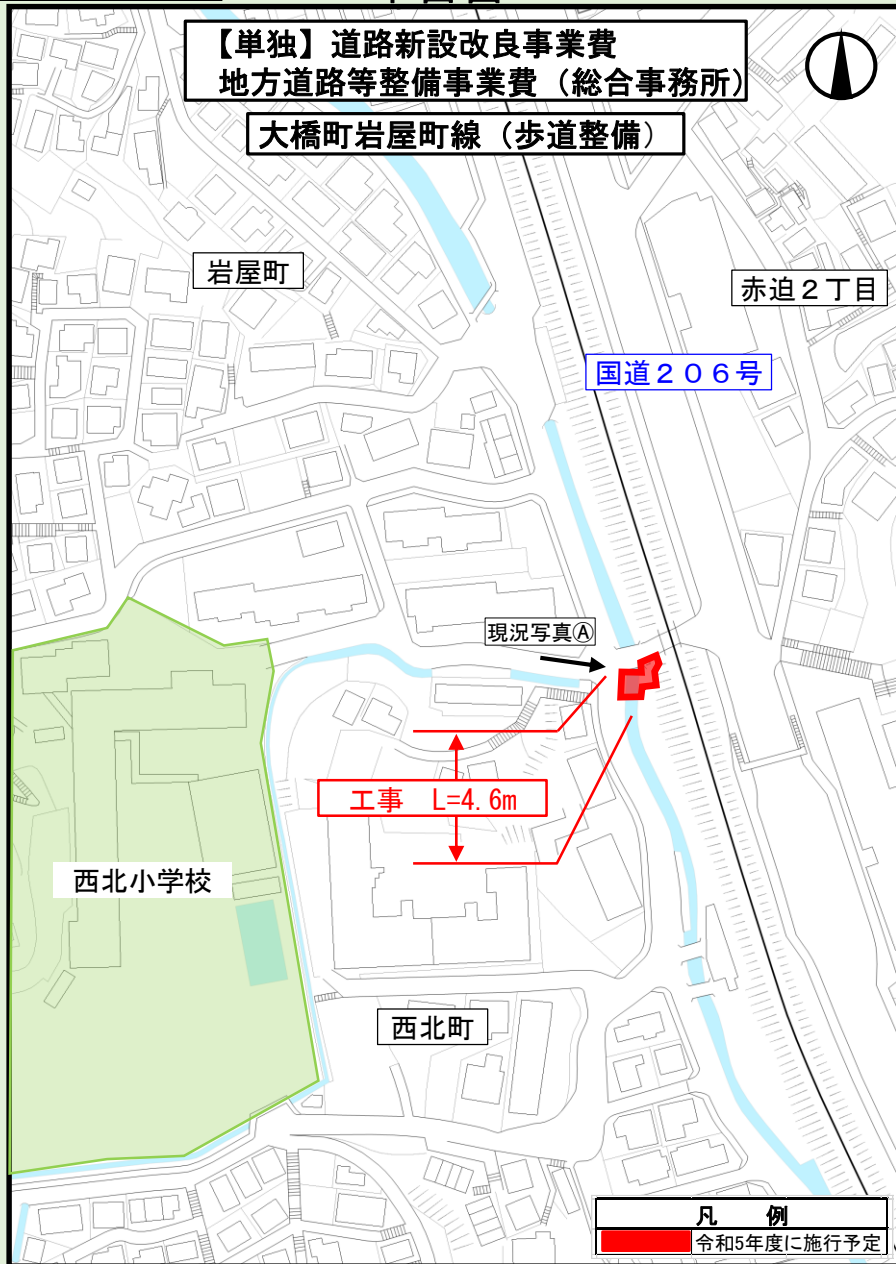 【単独】道路新設改良事業費
地方道路等整備事業費（総合事務所）
大橋町岩屋町線（歩道整備）
岩屋町
赤迫２丁目
国道２０６号
現況写真Ⓐ
工事　L=4.6m
西北小学校
西北町
凡　例
令和5年度に施行予定